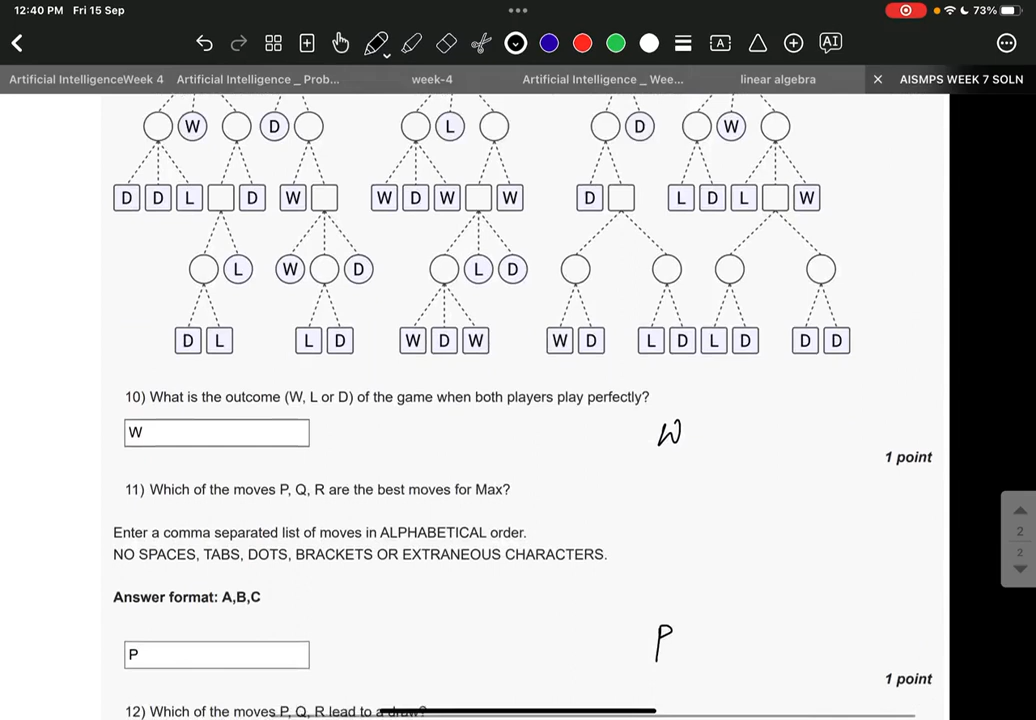 12:40 PM Fri 15 Sep
73%
A
AI
Artificial IntelligenceWeek 4
Artificial Intelligence _ Prob...
week-4
Artificial Intelligence _ Wee...
linear algebra
AISMPS WEEK 7 SOLN
W D L D W
D D L D W W D W W D L D L W
L W D L D
D L L D W D W W D L D L D D D
10) What is the outcome (W, L or D) of the game when both players play perfectly?
W
W
1 point
11) Which of the moves P, Q, R are the best moves for Max?
Enter a comma separated list of moves in ALPHABETICAL order.
NO SPACES, TABS, DOTS, BRACKETS OR EXTRANEOUS CHARACTERS.
2
2
Answer format: A,B,C
P
P
1 point
12) Which of the moves P, Q, R lead to a draw?